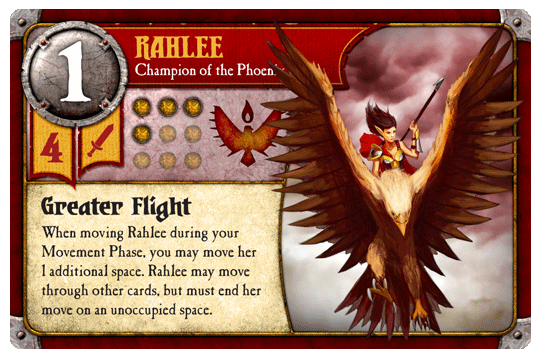 1
RAHLEE
Champion of the Phoenix
4
Greater Flight
When moving Rahlee during your
Movement Phase, you may move her
1 additional space. Rahlee may move
through other cards, but must end her
move on an unoccupied space.